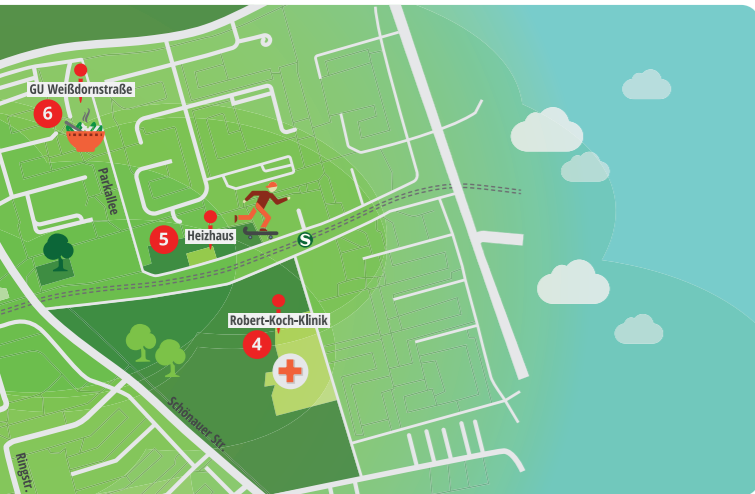 GU Weißdornstraße
6
Parkallee
5
Heizhaus
S
Robert-Koch-Klinik
4
Schönauer Str.
Ringstr.